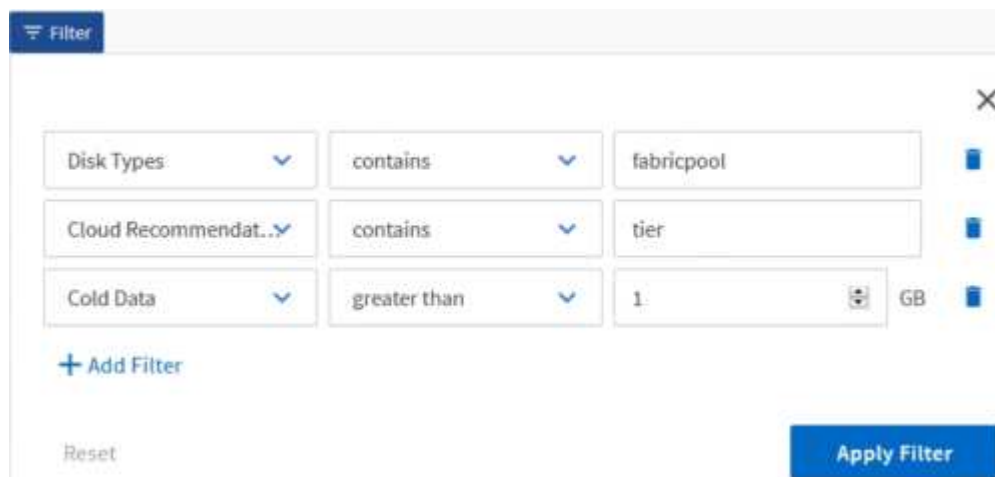 Filter
Disk Types contains fabricpool
Cloud Recommendat... contains tier
Cold Data greater than 1 GB
+ Add Filter
Reset Apply Filter